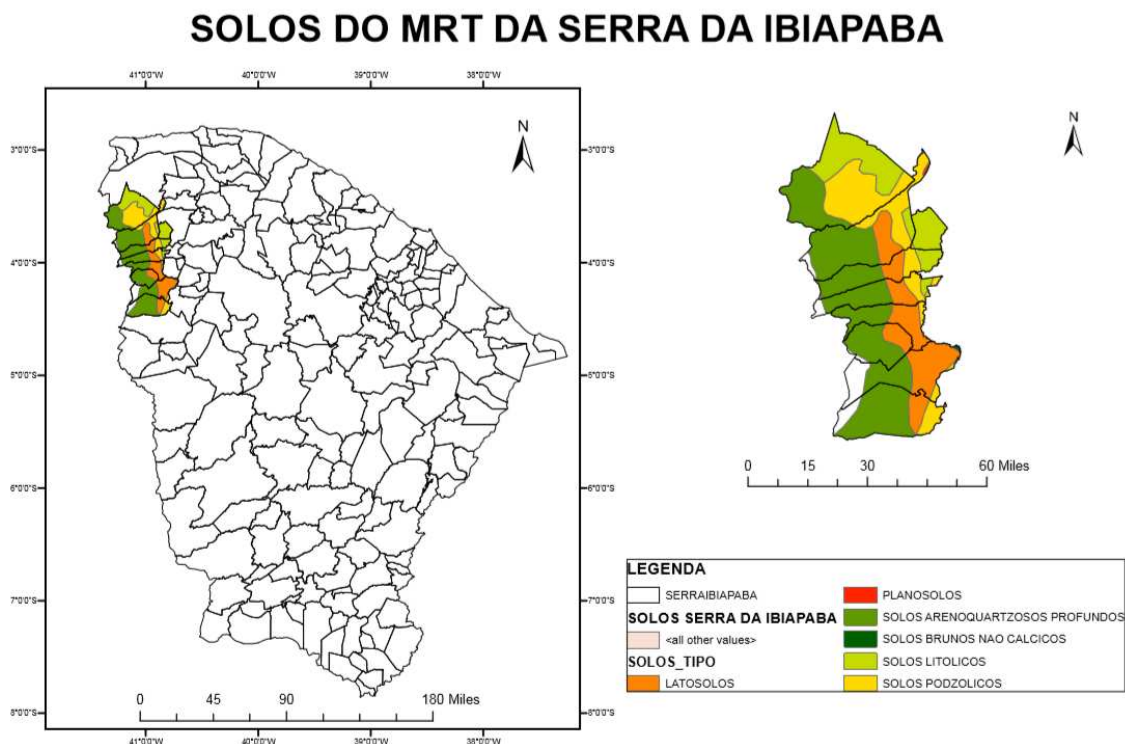 SOLOS DO MRT DA SERRA DA IBIAPABA
41°0'0"W 40°0'0"W 39°0'0"W 38°0'0"W
N
3°0'0"S 3°0'0"S
4°0'0"S 4°0'0"S
5°0'0"S 5°0'0"S
6°0'0"S 6°0'0"S
7°0'0"S 7°0'0"S
8°0'0"S 8°0'0"S
0 45 90 180 Miles
41°0'0"W 40°0'0"W 39°0'0"W 38°0'0"W
N
0 15 30 60 Miles
LEGENDA
SERRAIBIAPABA
SOLOS SERRA DA IBIAPABA
<all other values>
SOLOS_TIPO
LATOSOLOS
PLANOSOLOS
SOLOS ARENOQUARTZOSOS PROFUNDOS
SOLOS BRUNOS NAO CALCICOS
SOLOS LITOLICOS
SOLOS PODZOLICOS